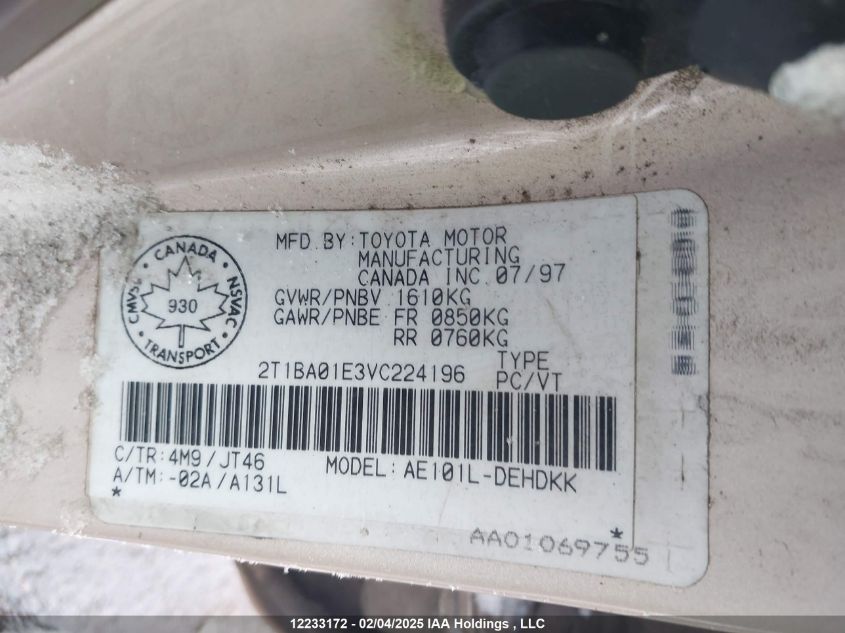 MFD. BY: TOYOTA MOTOR
MANUFACTURING
CANADA INC. 07/97
GVWR/PNBV 1610KG
GAWR/PNBE FR 0850KG
RR 0760KG
CANADA
CMVSS
930
NSVAC
TRANSPORT
2T1BA01E3VC224196
TYPE
PC/VT
C/TR: 4M9/JT46
MODEL: AE101L-DEHDKK
A/TM: -02A/A131L
*
*
AA01069755
12233172 - 02/04/2025 IAA Holdings , LLC